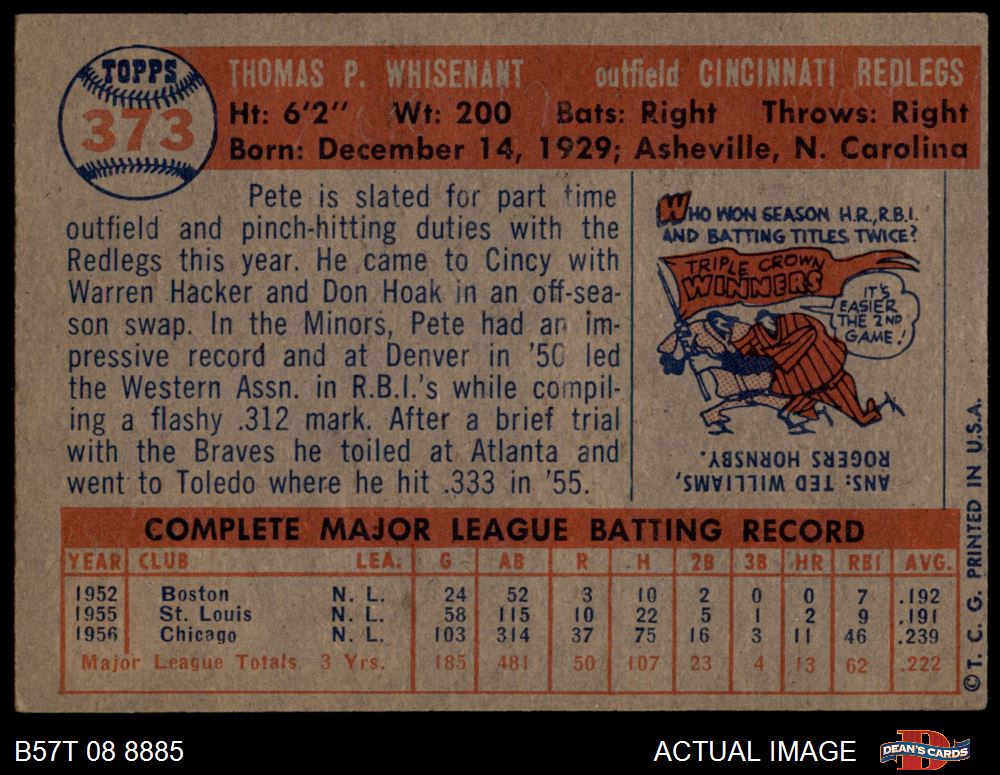 TOPPS
373
THOMAS P. WHISENANT outfield CINCINNATI REDLEGS
Ht: 6'2" Wt: 200 Bats: Right Throws: Right
Born: December 14, 1929; Asheville, N. Carolina
Pete is slated for part time
outfield and pinch-hitting duties with the
Redlegs this year. He came to Cincy with
Warren Hacker and Don Hoak in an off-sea-
son swap. In the Minors, Pete had an im-
pressive record and at Denver in '50 led
the Western Assn. in R.B.I.'s while compil-
ing a flashy .312 mark. After a brief trial
with the Braves he toiled at Atlanta and
went to Toledo where he hit .333 in '55.
WHO WON SEASON H.R., R.B.I.
AND BATTING TITLES TWICE?
TRIPLE CROWN
WINNERS
IT'S
EASIER
THE 2ND
GAME!
ANS: TED WILLIAMS,
ROGERS HORNSBY.
COMPLETE MAJOR LEAGUE BATTING RECORD
YEAR CLUB LEA. G AB R H 2B 3B HR RBI AVG.
1952 Boston N. L. 24 52 3 10 2 0 0 7 .192
1955 St. Louis N. L. 58 115 10 22 5 1 2 9 .191
1956 Chicago N. L. 103 314 37 75 16 3 11 46 .239
Major League Totals 3 Yrs. 185 481 50 107 23 4 13 62 .222
© T. C. G. PRINTED IN U.S.A.
B57T 08 8885
ACTUAL IMAGE
DEAN'S CARDS